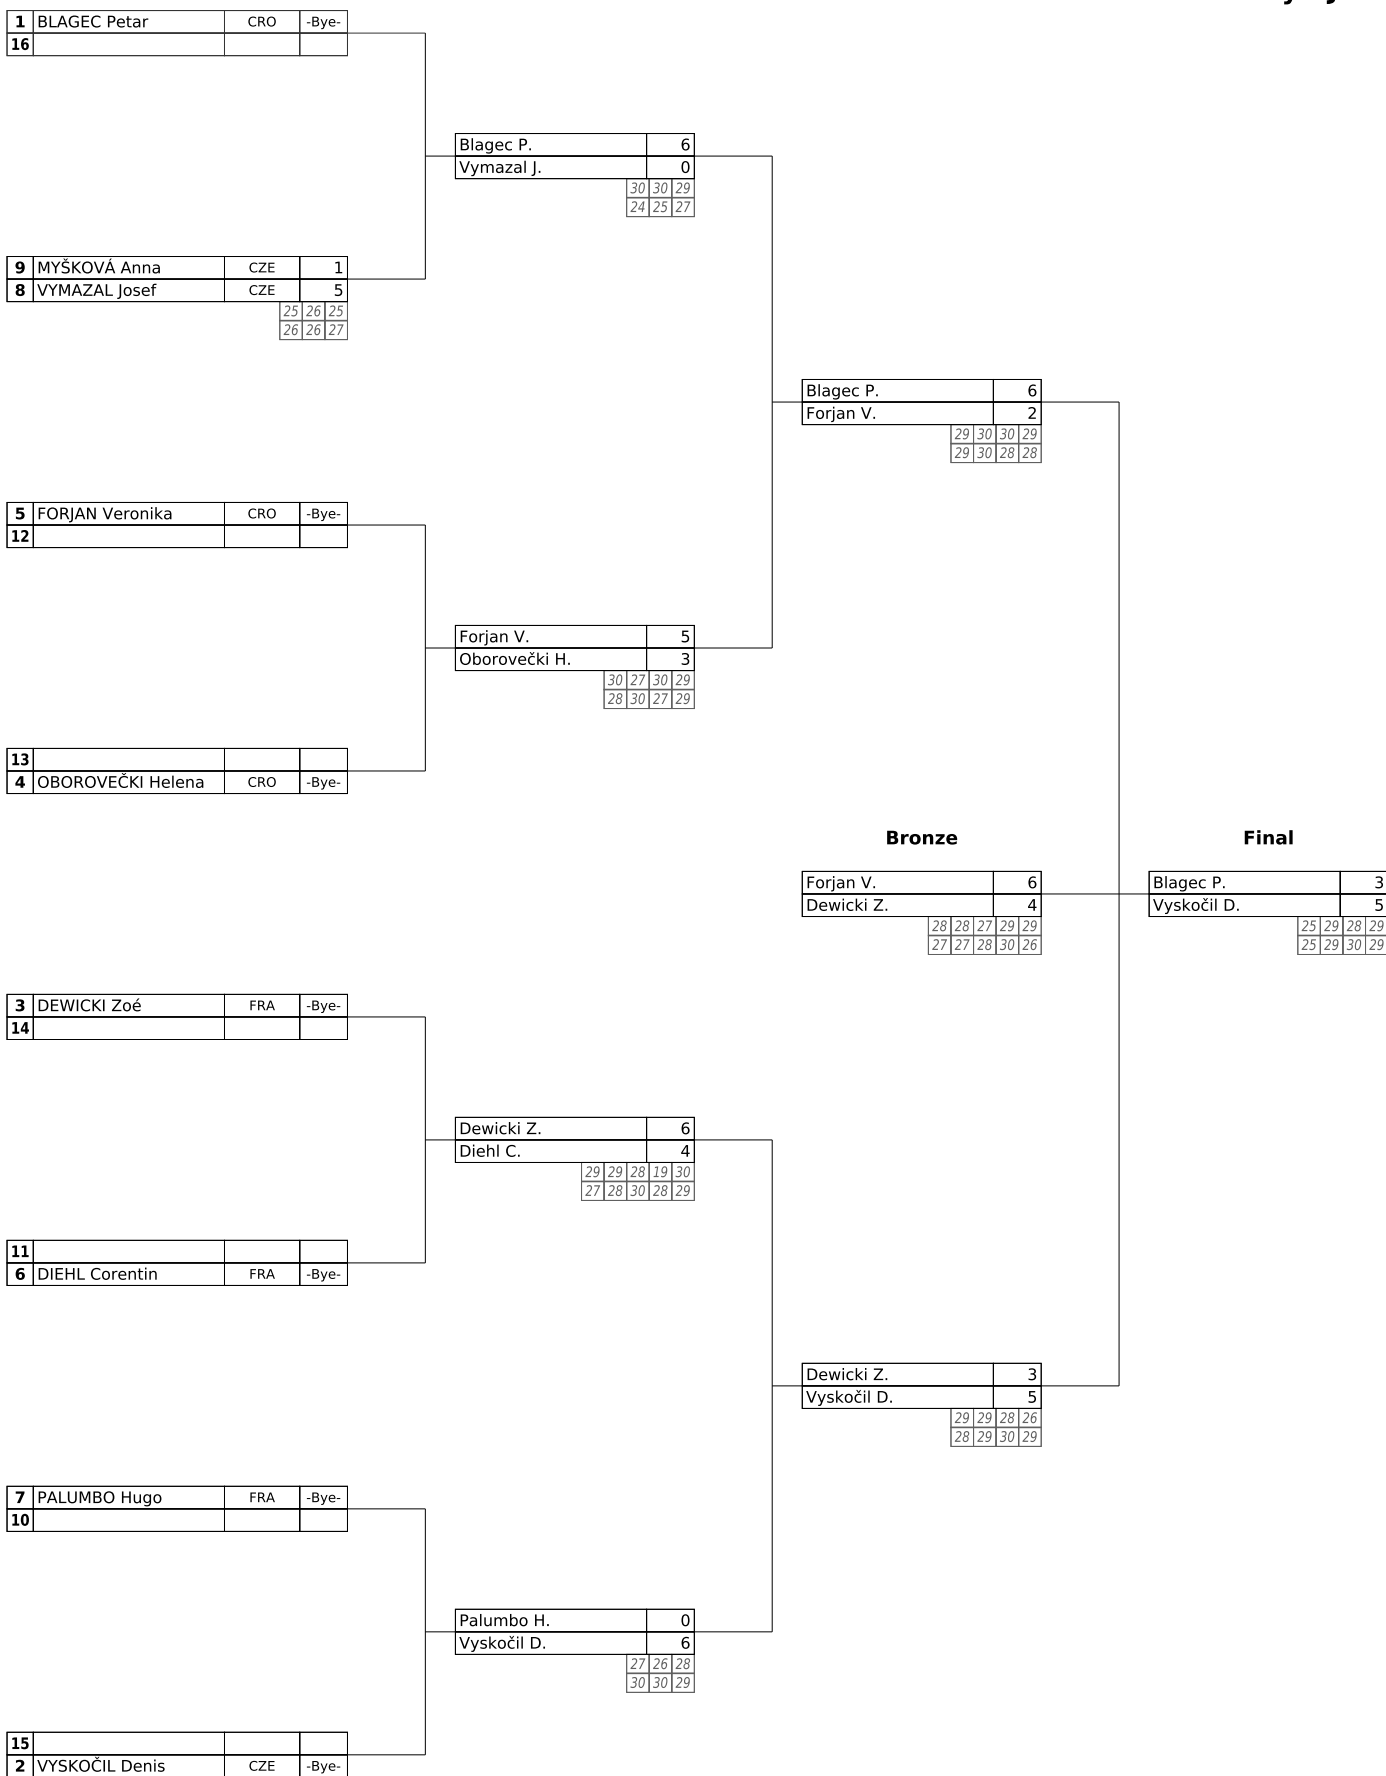 1 BLAGEC Petar CRO -Bye-
16
Blagec P. 6
Vymazal J. 0
30 30 29
24 25 27
9 MYŠKOVÁ Anna CZE 1
8 VYMAZAL Josef CZE 5
25 26 25
26 26 27
Blagec P. 6
Forjan V. 2
29 30 30 29
29 30 28 28
5 FORJAN Veronika CRO -Bye-
12
Forjan V. 5
Oborovečki H. 3
30 27 30 29
28 30 27 29
13
4 OBOROVEČKI Helena CRO -Bye-
Bronze Final
Forjan V. 6 Blagec P. 3
Dewicki Z. 4 Vyskočil D. 5
28 28 27 29 29 25 29 28 29
27 27 28 30 26 25 29 30 29
3 DEWICKI Zoé FRA -Bye-
14
Dewicki Z. 6
Diehl C. 4
29 29 28 19 30
27 28 30 28 29
11
6 DIEHL Corentin FRA -Bye-
Dewicki Z. 3
Vyskočil D. 5
29 29 28 26
28 29 30 29
7 PALUMBO Hugo FRA -Bye-
10
Palumbo H. 0
Vyskočil D. 6
27 26 28
30 30 29
15
2 VYSKOČIL Denis CZE -Bye-